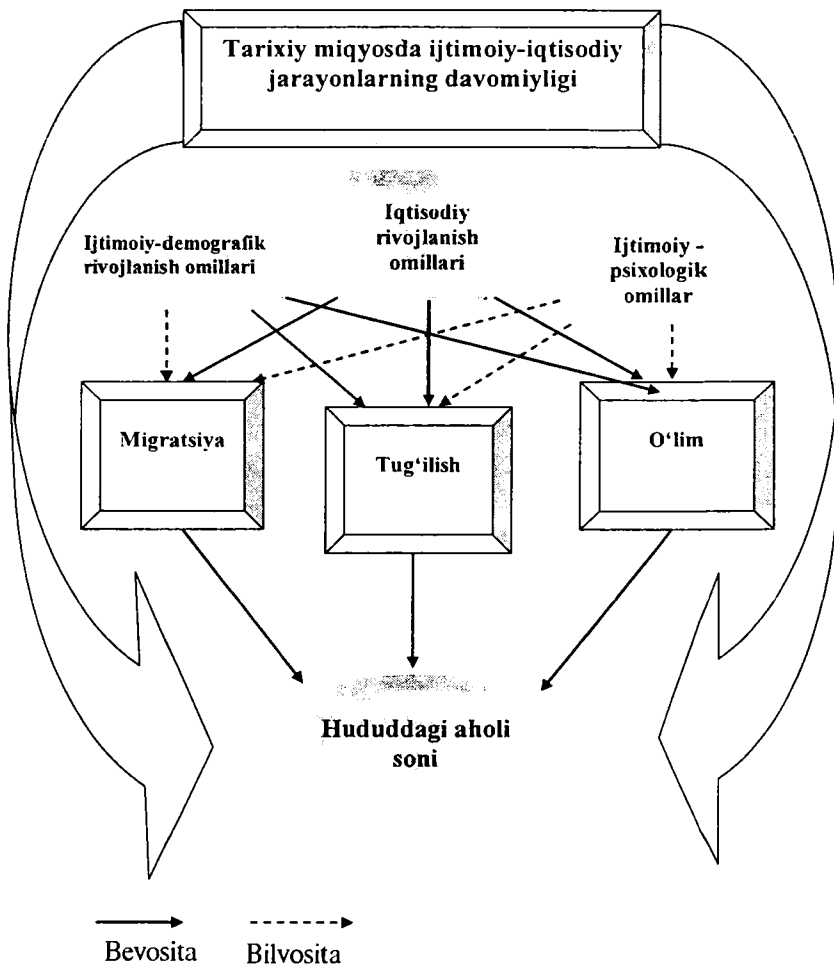 Tarixiy miqyosda ijtimoiy-iqtisodiy
jarayonlarning davomiyligi
Ijtimoiy-demografik
rivojlanish omillari
Iqtisodiy
rivojlanish
omillari
Ijtimoiy -
psixologik
omillar
Migratsiya
Tug‘ilish
O‘lim
Hududdagi aholi
soni
Bevosita
Bilvosita